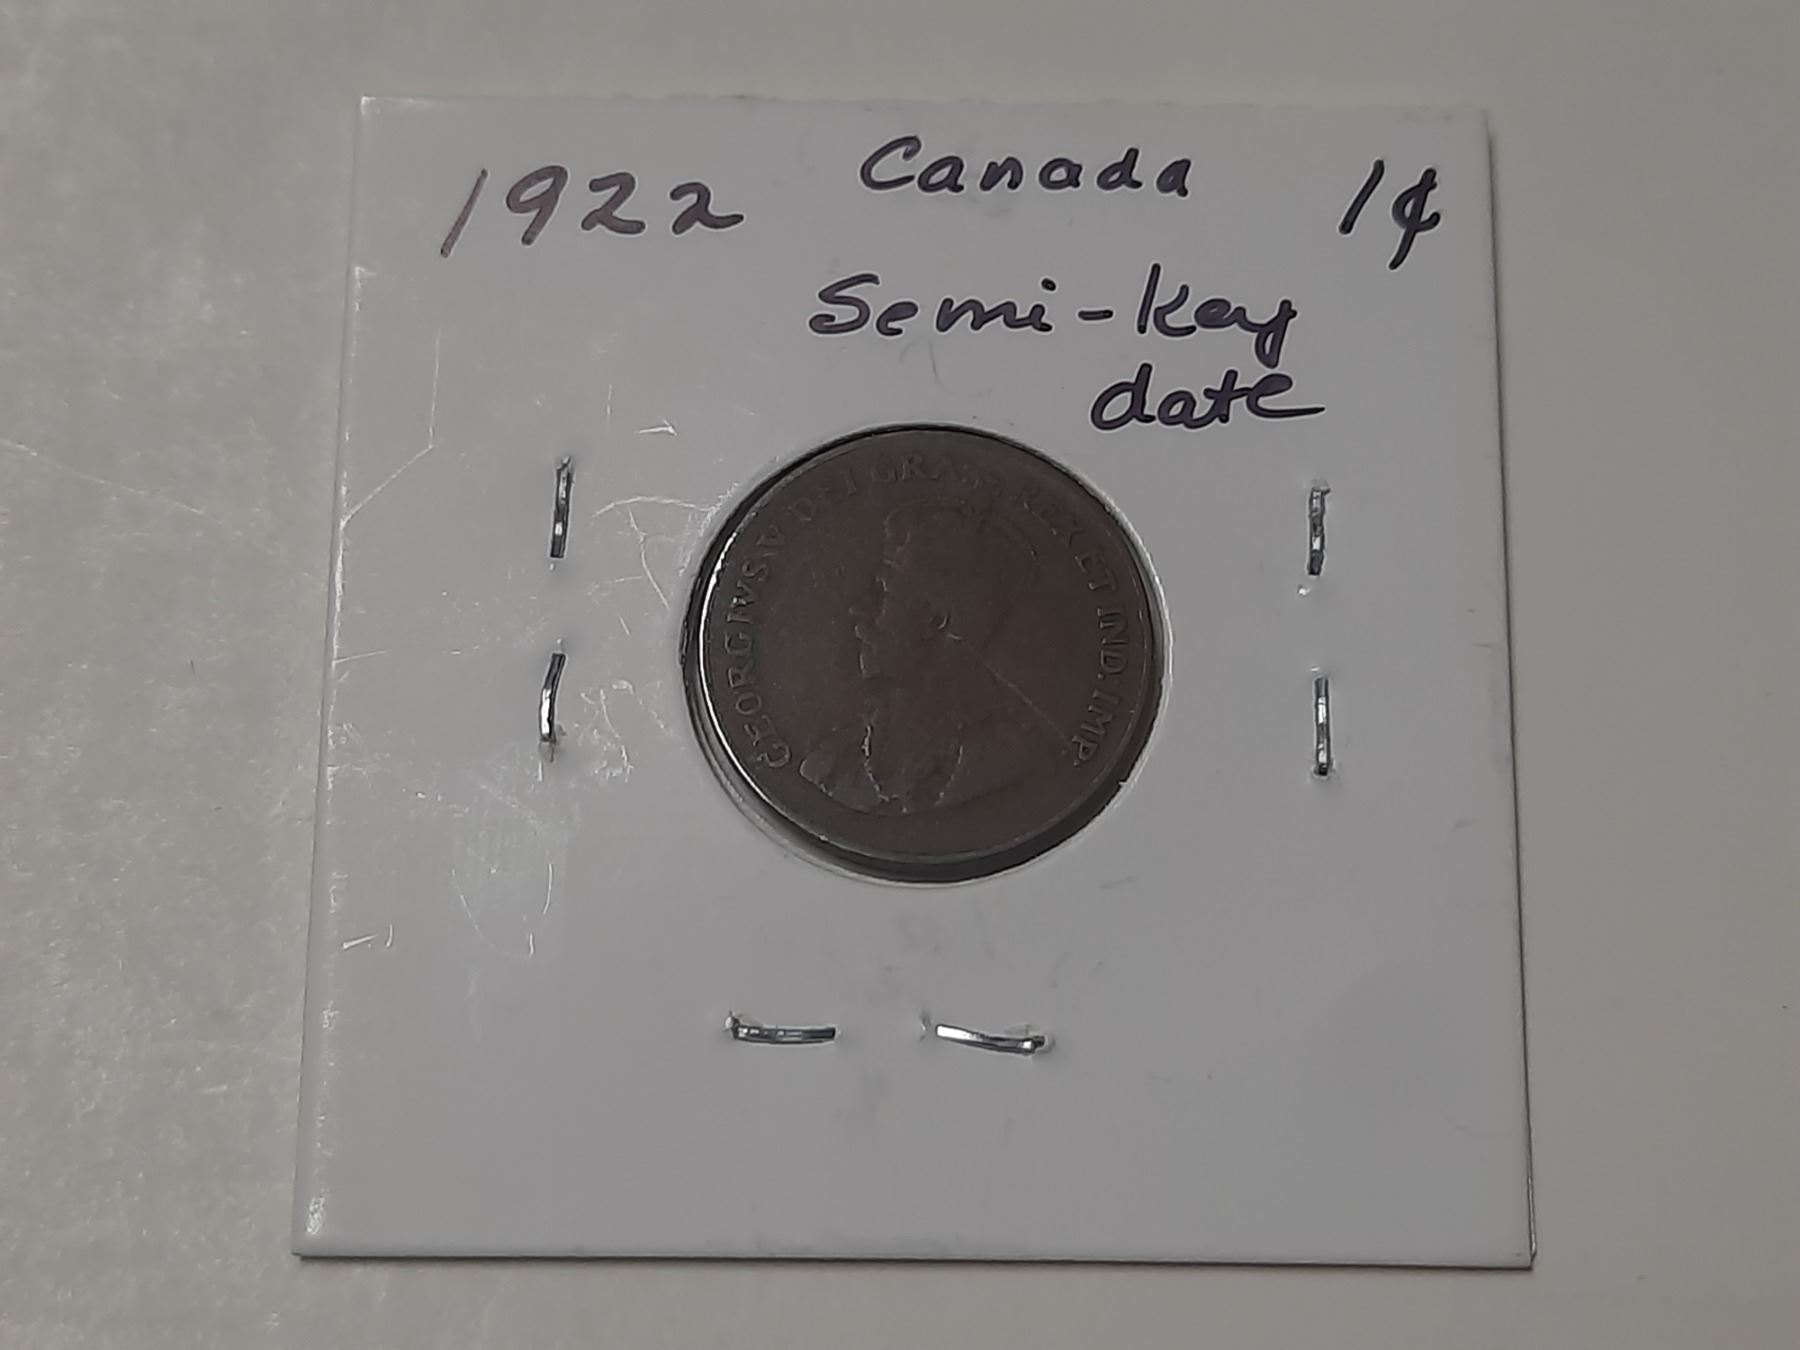 1922 Canada 1¢
Semi-key
date
GEORGIVS V DEI GRA: REX ET IND: IMP: